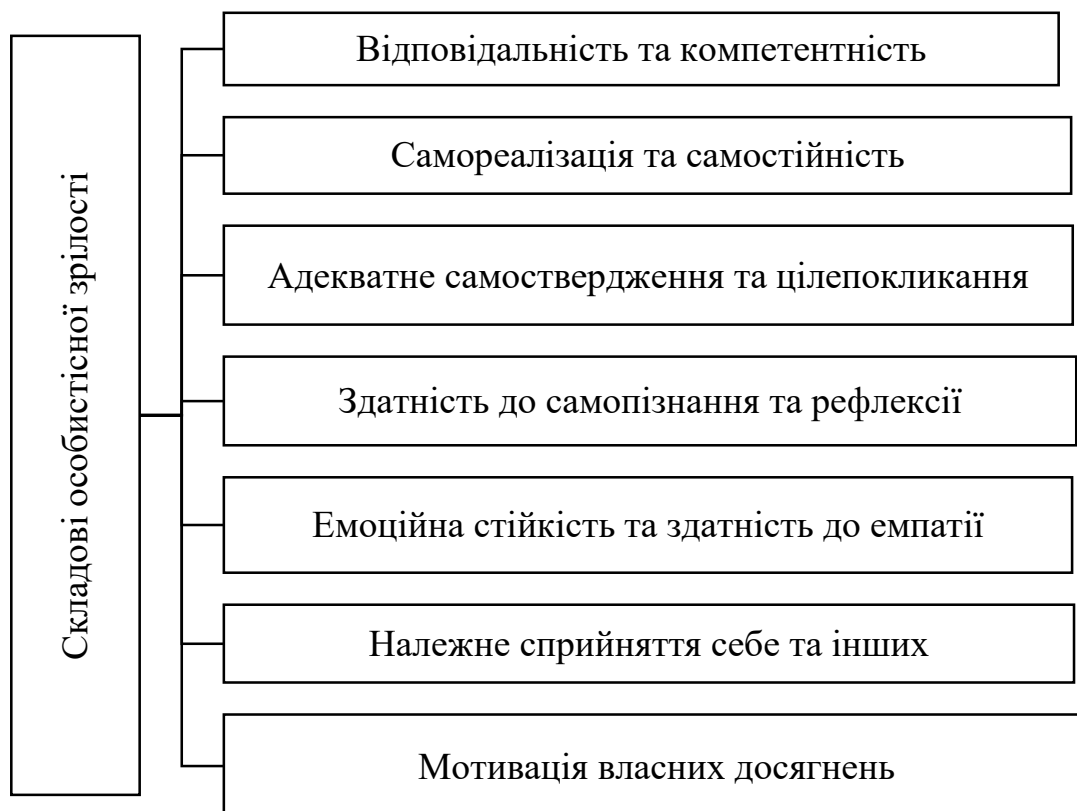 Складові особистісної зрілості
Відповідальність та компетентність
Самореалізація та самостійність
Адекватне самоствердження та цілепокликання
Здатність до самопізнання та рефлексії
Емоційна стійкість та здатність до емпатії
Належне сприйняття себе та інших
Мотивація власних досягнень